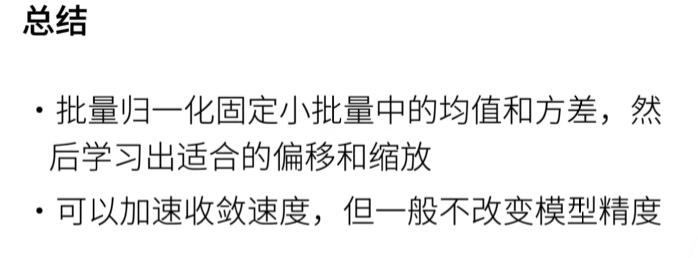 总结
・批量归一化固定小批量中的均值和方差，然
后学习出适合的偏移和缩放
・可以加速收敛速度，但一般不改变模型精度